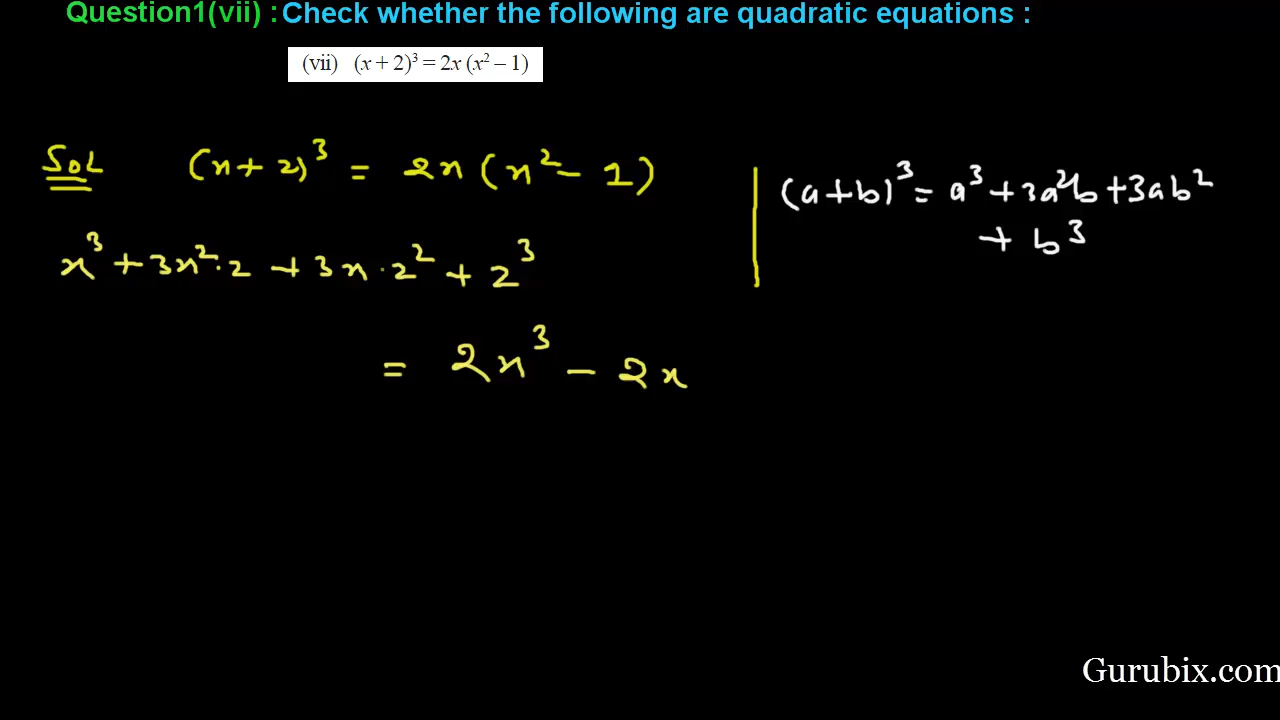 Question1(vii) : Check whether the following are quadratic equations :
(vii) (x + 2)³ = 2x (x² – 1)
Sol (x + 2)³ = 2x (x² – 1)
(a+b)³ = a³ + 3a²b + 3ab²
+ b³
x³ + 3x²·2 + 3x·2² + 2³
= 2x³ – 2x
Gurubix.com